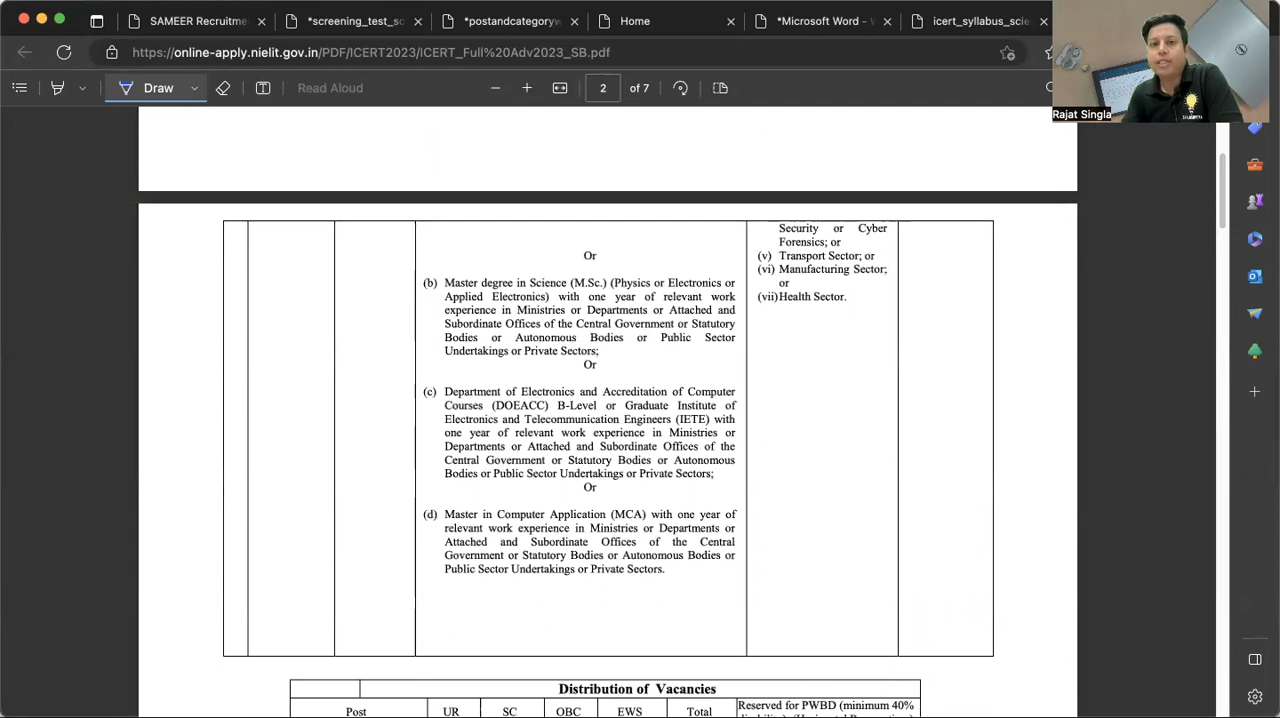 SAMEER Recruitme
*screening_test_sc
*postandcategoryw
Home
*Microsoft Word -
icert_syllabus_scie
https://online-apply.nielit.gov.in/PDF/ICERT2023/ICERT_Full%20Adv2023_SB.pdf
Draw
Read Aloud
2
of 7
Rajat Singla
Or
(b) Master degree in Science (M.Sc.) (Physics or Electronics or
Applied Electronics) with one year of relevant work
experience in Ministries or Departments or Attached and
Subordinate Offices of the Central Government or Statutory
Bodies or Autonomous Bodies or Public Sector
Undertakings or Private Sectors;
Or
(c) Department of Electronics and Accreditation of Computer
Courses (DOEACC) B-Level or Graduate Institute of
Electronics and Telecommunication Engineers (IETE) with
one year of relevant work experience in Ministries or
Departments or Attached and Subordinate Offices of the
Central Government or Statutory Bodies or Autonomous
Bodies or Public Sector Undertakings or Private Sectors;
Or
(d) Master in Computer Application (MCA) with one year of
relevant work experience in Ministries or Departments or
Attached and Subordinate Offices of the Central
Government or Statutory Bodies or Autonomous Bodies or
Public Sector Undertakings or Private Sectors.
Security or Cyber
Forensics; or
(v) Transport Sector; or
(vi) Manufacturing Sector;
or
(vii) Health Sector.
Distribution of Vacancies
Post UR SC OBC EWS Total
Reserved for PWBD (minimum 40%